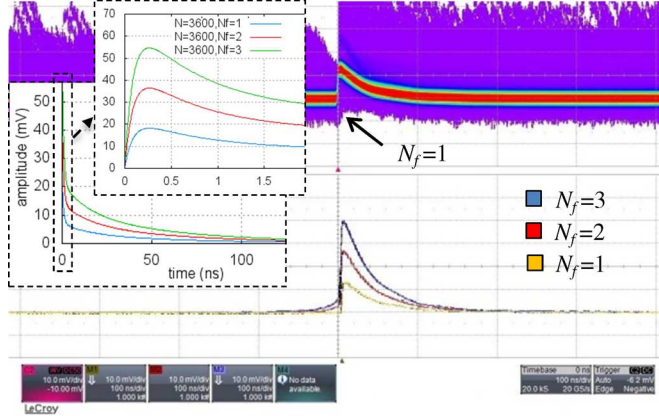 70
60
50
40
30
20
10
0
N=3600,Nf=1
N=3600,Nf=2
N=3600,Nf=3
0 0.5 1 1.5
50
40
30
20
10
0
amplitude (mV)
0 50 100
time (ns)
Nf=1
Nf=3
Nf=2
Nf=1
10.0 mV/div
-10.00 mV
M1
10.0 mV/div
100 ns/div
1.000 k#
10.0 mV/div
100 ns/div
1.000 k#
M3
10.0 mV/div
100 ns/div
1.000 k#
M4
No data
available
Timebase 0 ns
100 ns/div
20.0 kS 20 GS/s
Trigger C2 DC
Auto -6.2 mV
Edge Negative
LeCroy